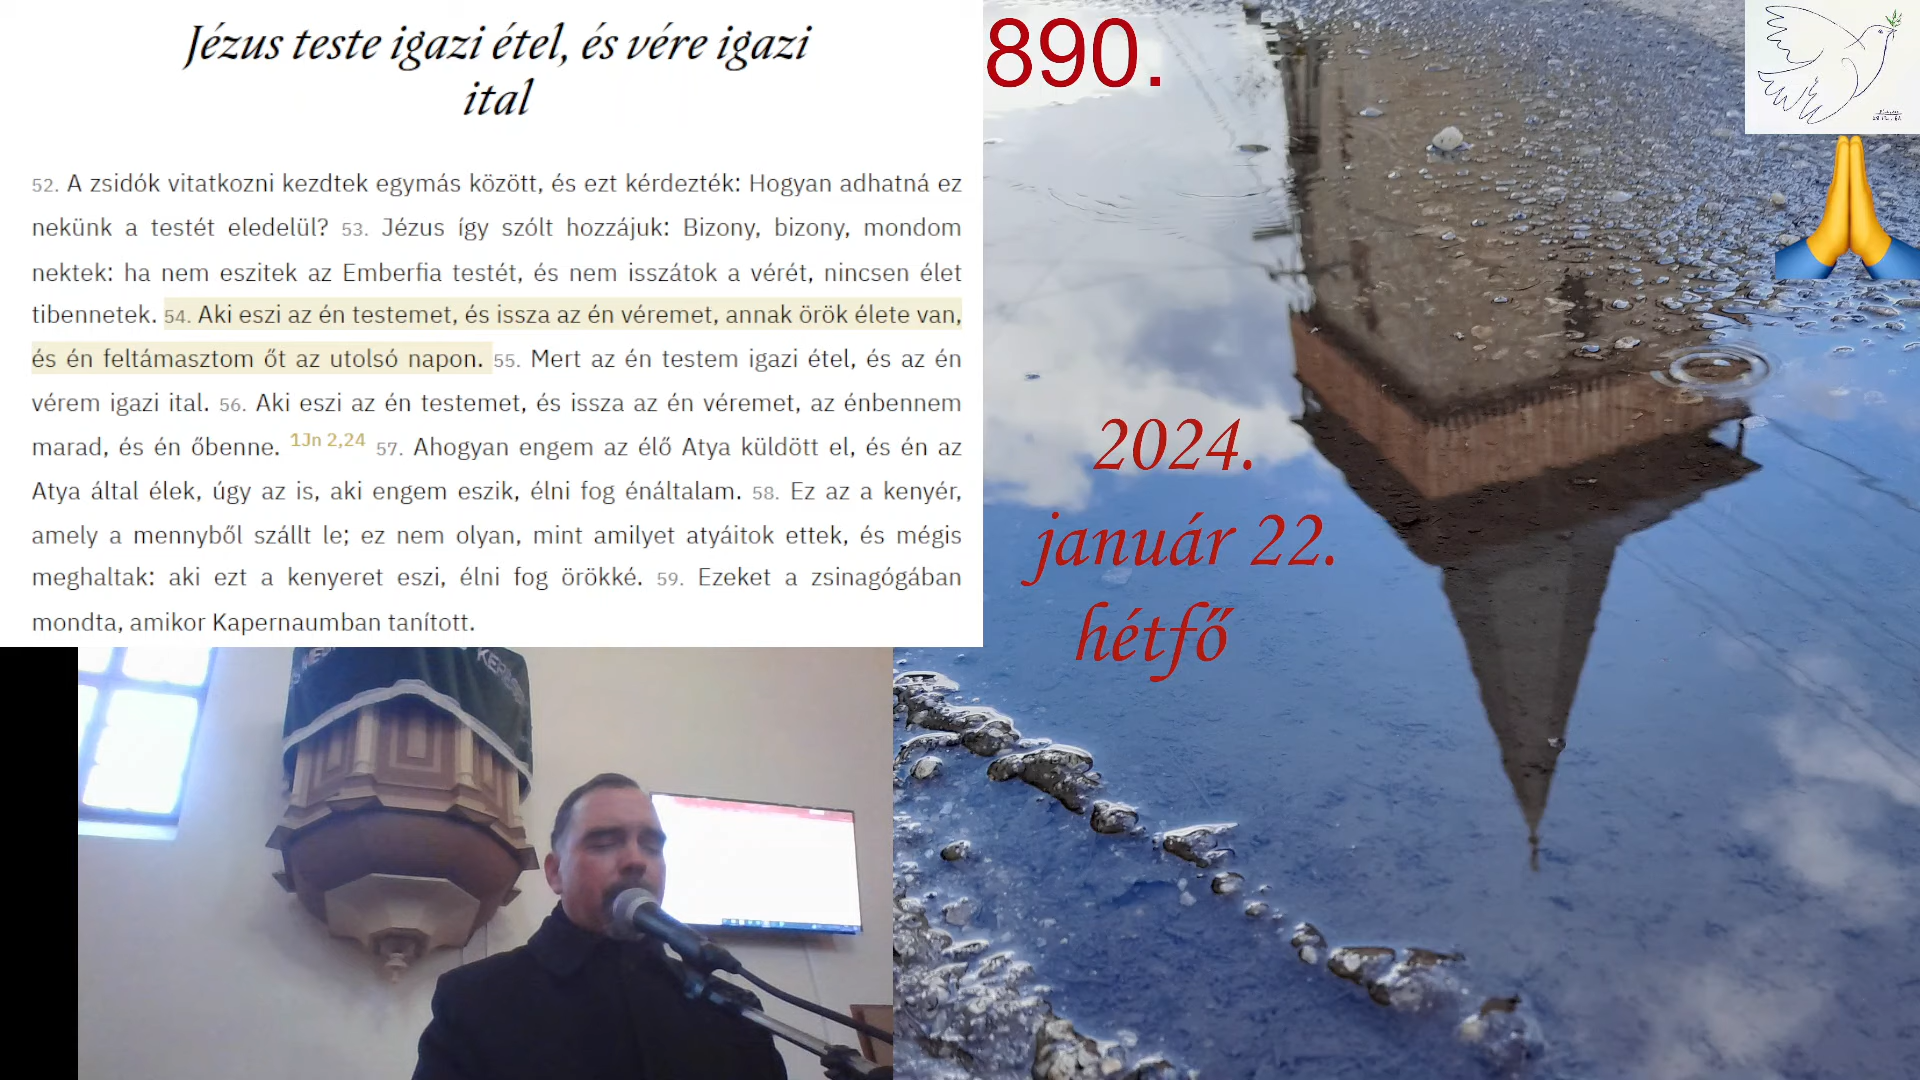 Jézus teste igazi étel, és vére igazi
ital
52. A zsidók vitatkozni kezdtek egymás között, és ezt kérdezték: Hogyan adhatná ez
nekünk a testét eledelül? 53. Jézus így szólt hozzájuk: Bizony, bizony, mondom
nektek: ha nem eszitek az Emberfia testét, és nem isszátok a vérét, nincsen élet
tibennetek. 54. Aki eszi az én testemet, és issza az én véremet, annak örök élete van,
és én feltámasztom őt az utolsó napon. 55. Mert az én testem igazi étel, és az én
vérem igazi ital. 56. Aki eszi az én testemet, és issza az én véremet, az énbennem
marad, és én őbenne. 1Jn 2,24 57. Ahogyan engem az élő Atya küldött el, és én az
Atya által élek, úgy az is, aki engem eszik, élni fog énáltalam. 58. Ez az a kenyér,
amely a mennyből szállt le; ez nem olyan, mint amilyet atyáitok ettek, és mégis
meghaltak: aki ezt a kenyeret eszi, élni fog örökké. 59. Ezeket a zsinagógában
mondta, amikor Kapernaumban tanított.
890.
2024.
január 22.
hétfő